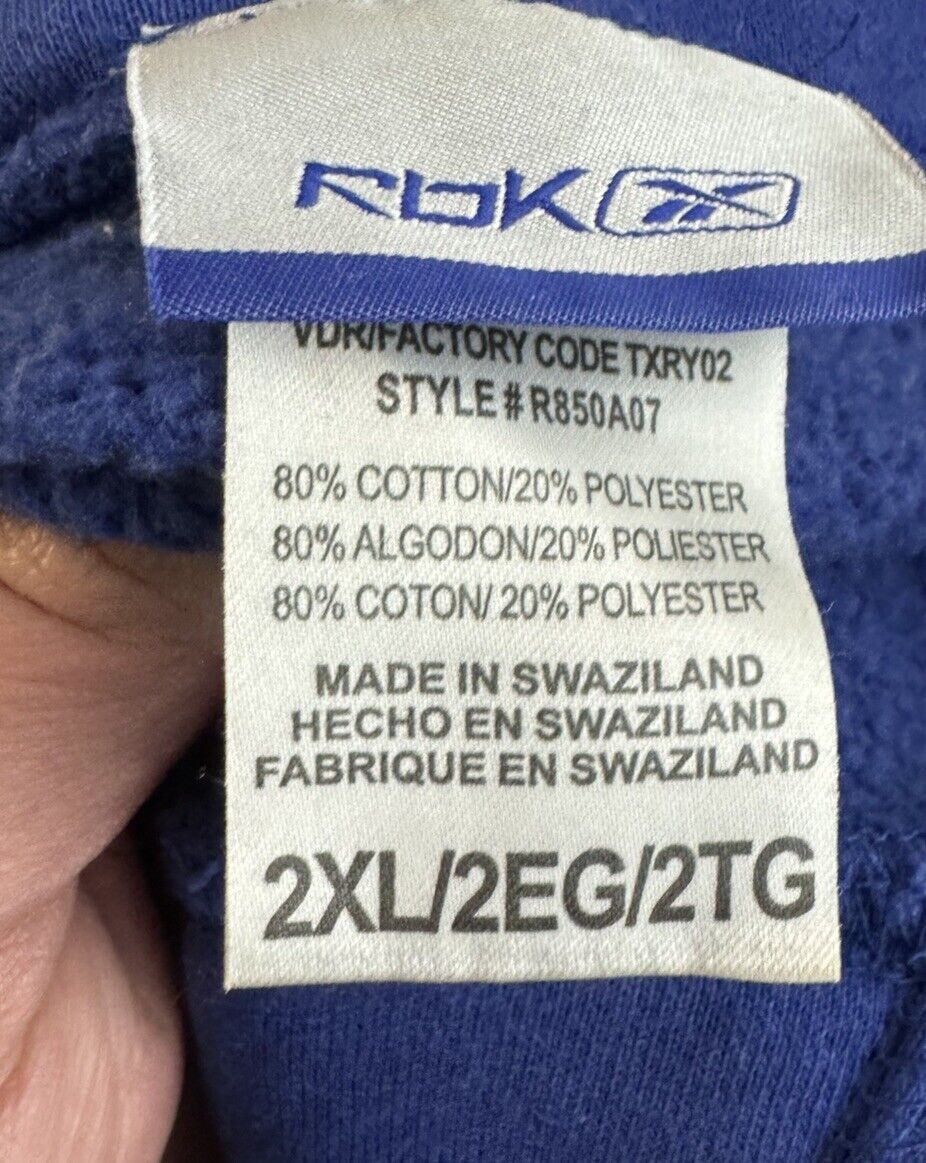 Rbk
VDR/FACTORY CODE TXRY02
STYLE # R850A07
80% COTTON/20% POLYESTER
80% ALGODON/20% POLIESTER
80% COTON/ 20% POLYESTER
MADE IN SWAZILAND
HECHO EN SWAZILAND
FABRIQUE EN SWAZILAND
2XL/2EG/2TG